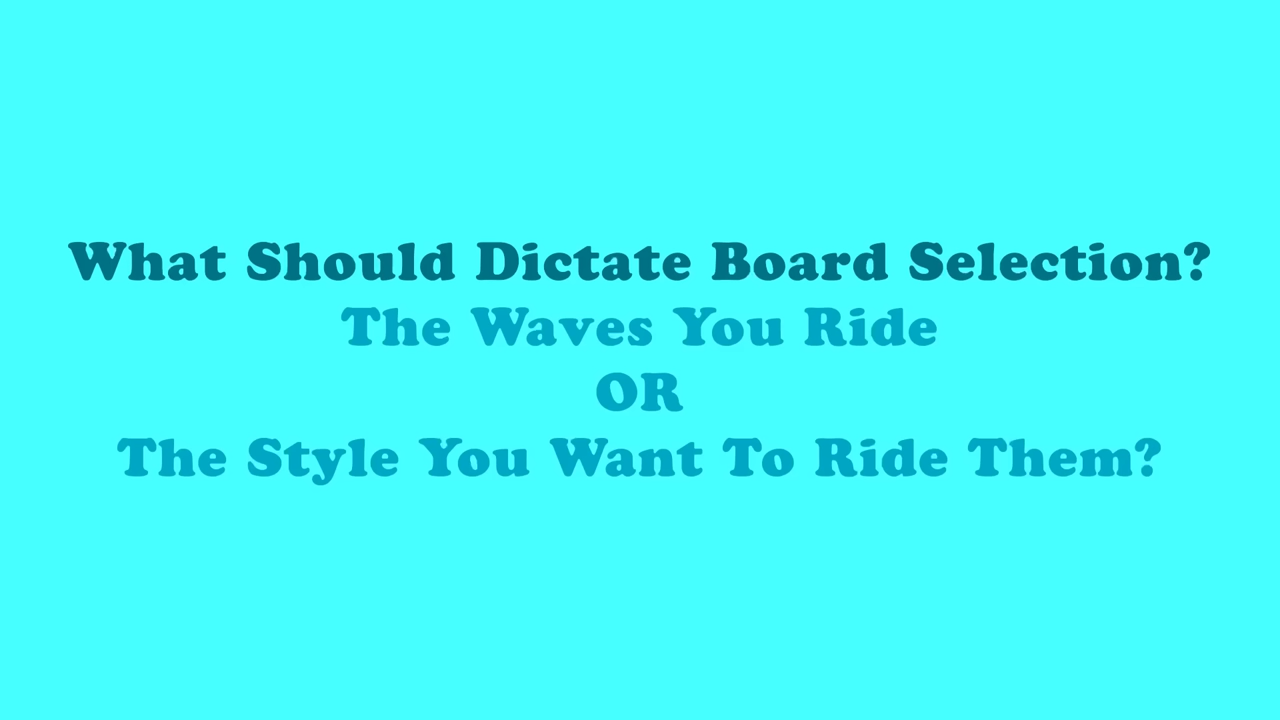 What Should Dictate Board Selection?
The Waves You Ride
OR
The Style You Want To Ride Them?